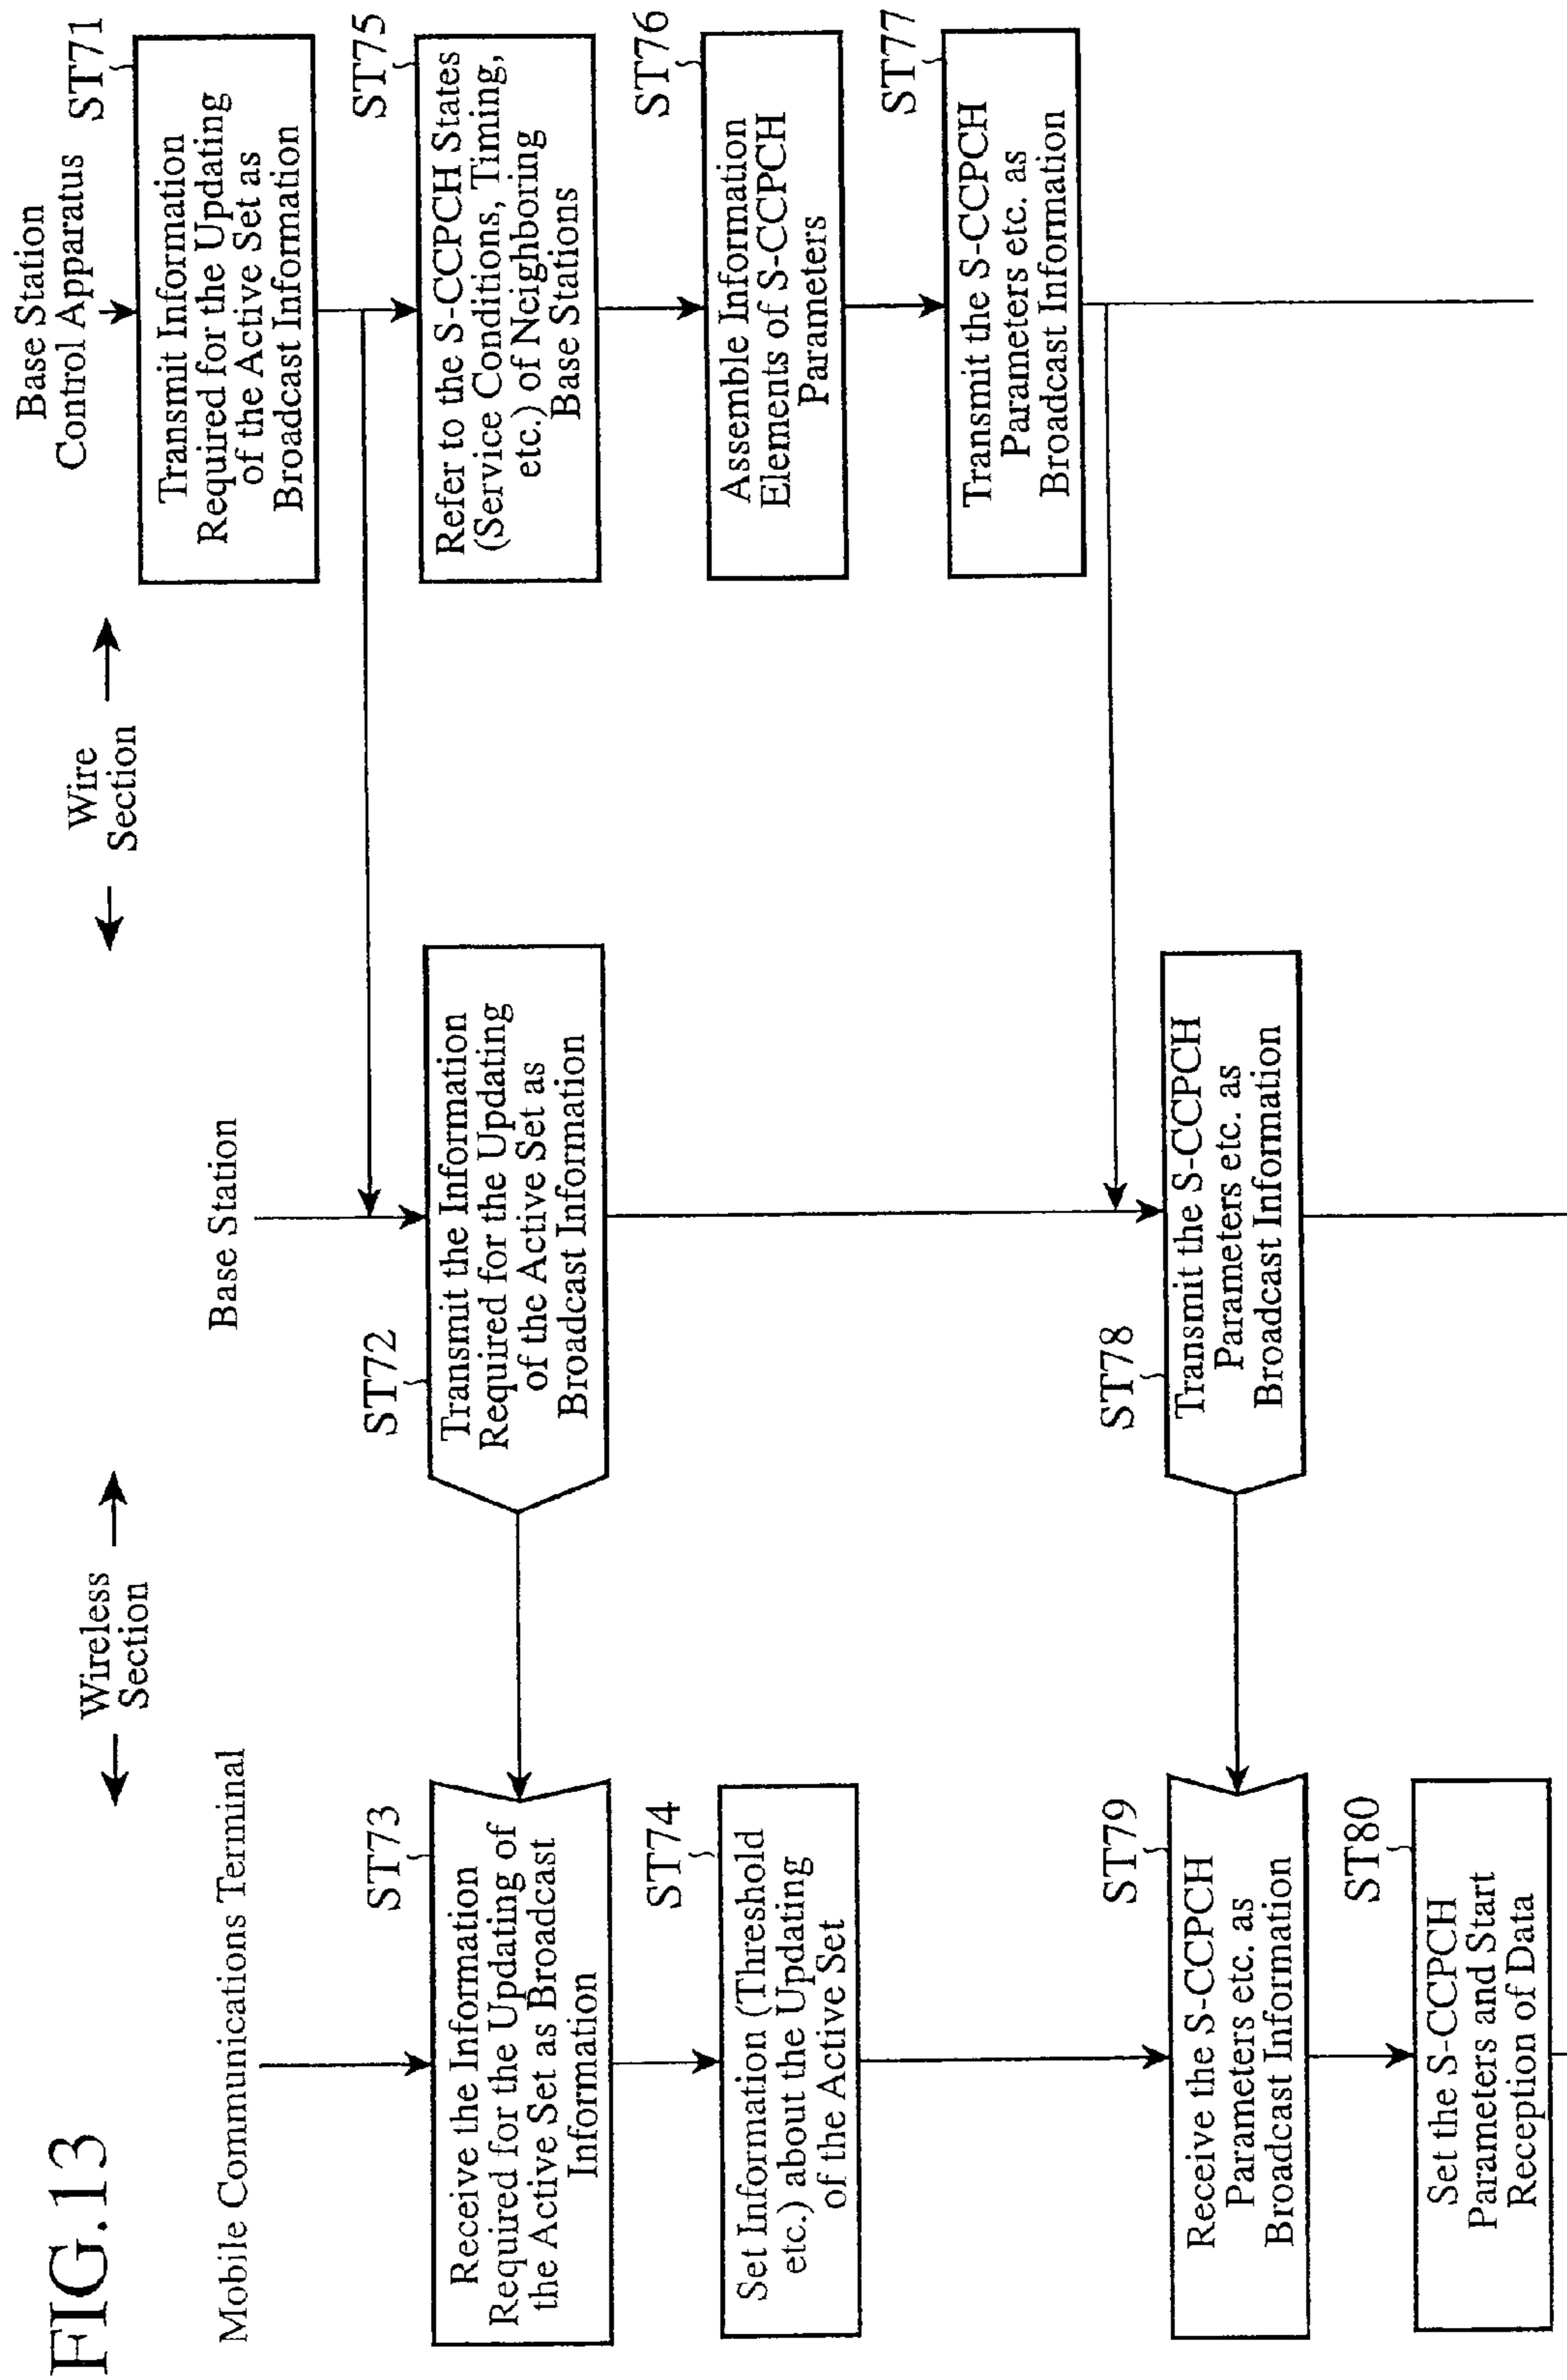 FIG.13
Wireless
Section
Wire
Section
Mobile Communications Terminal
Base Station
Base Station
Control Apparatus
ST71
Transmit Information
Required for the Updating
of the Active Set as
Broadcast Information
ST72
Transmit the Information
Required for the Updating
of the Active Set as
Broadcast Information
ST73
Receive the Information
Required for the Updating of
the Active Set as Broadcast
Information
ST74
Set Information (Threshold
etc.) about the Updating
of the Active Set
ST75
Refer to the S-CCPCH States
(Service Conditions, Timing,
etc.) of Neighboring
Base Stations
ST76
Assemble Information
Elements of S-CCPCH
Parameters
ST77
Transmit the S-CCPCH
Parameters etc. as
Broadcast Information
ST78
Transmit the S-CCPCH
Parameters etc. as
Broadcast Information
ST79
Receive the S-CCPCH
Parameters etc. as
Broadcast Information
ST80
Set the S-CCPCH
Parameters and Start
Reception of Data